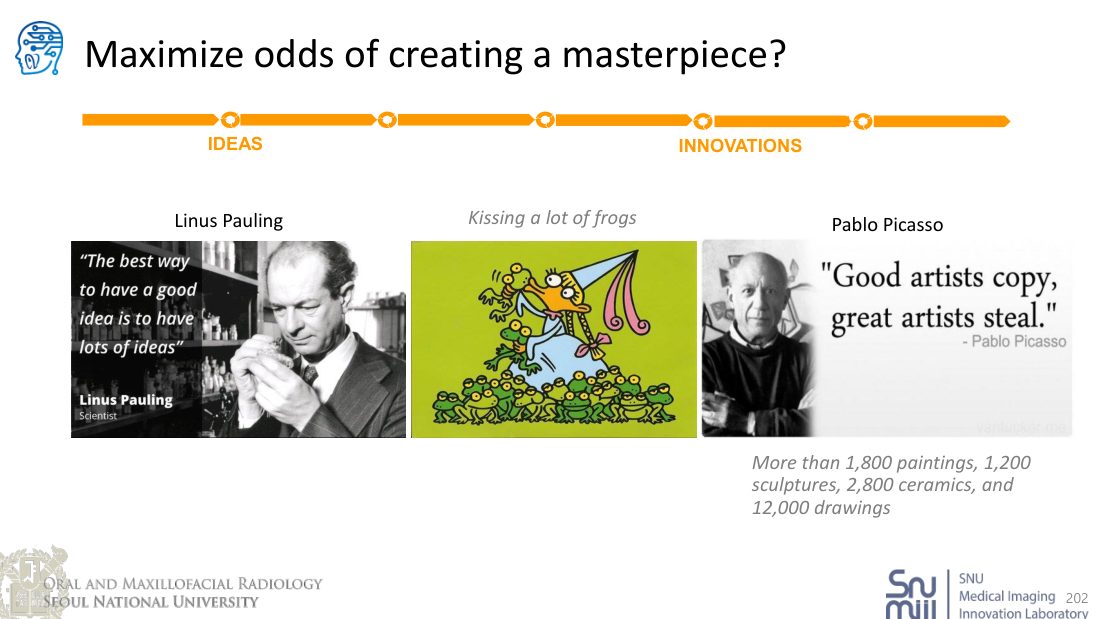 Maximize odds of creating a masterpiece?
IDEAS
INNOVATIONS
Linus Pauling
Kissing a lot of frogs
Pablo Picasso
“The best way
to have a good
idea is to have
lots of ideas”
Linus Pauling
Scientist
"Good artists copy,
great artists steal."
- Pablo Picasso
More than 1,800 paintings, 1,200
sculptures, 2,800 ceramics, and
12,000 drawings
ORAL AND MAXILLOFACIAL RADIOLOGY
SEOUL NATIONAL UNIVERSITY
SNU
mill
SNU
Medical Imaging
Innovation Laboratory
202